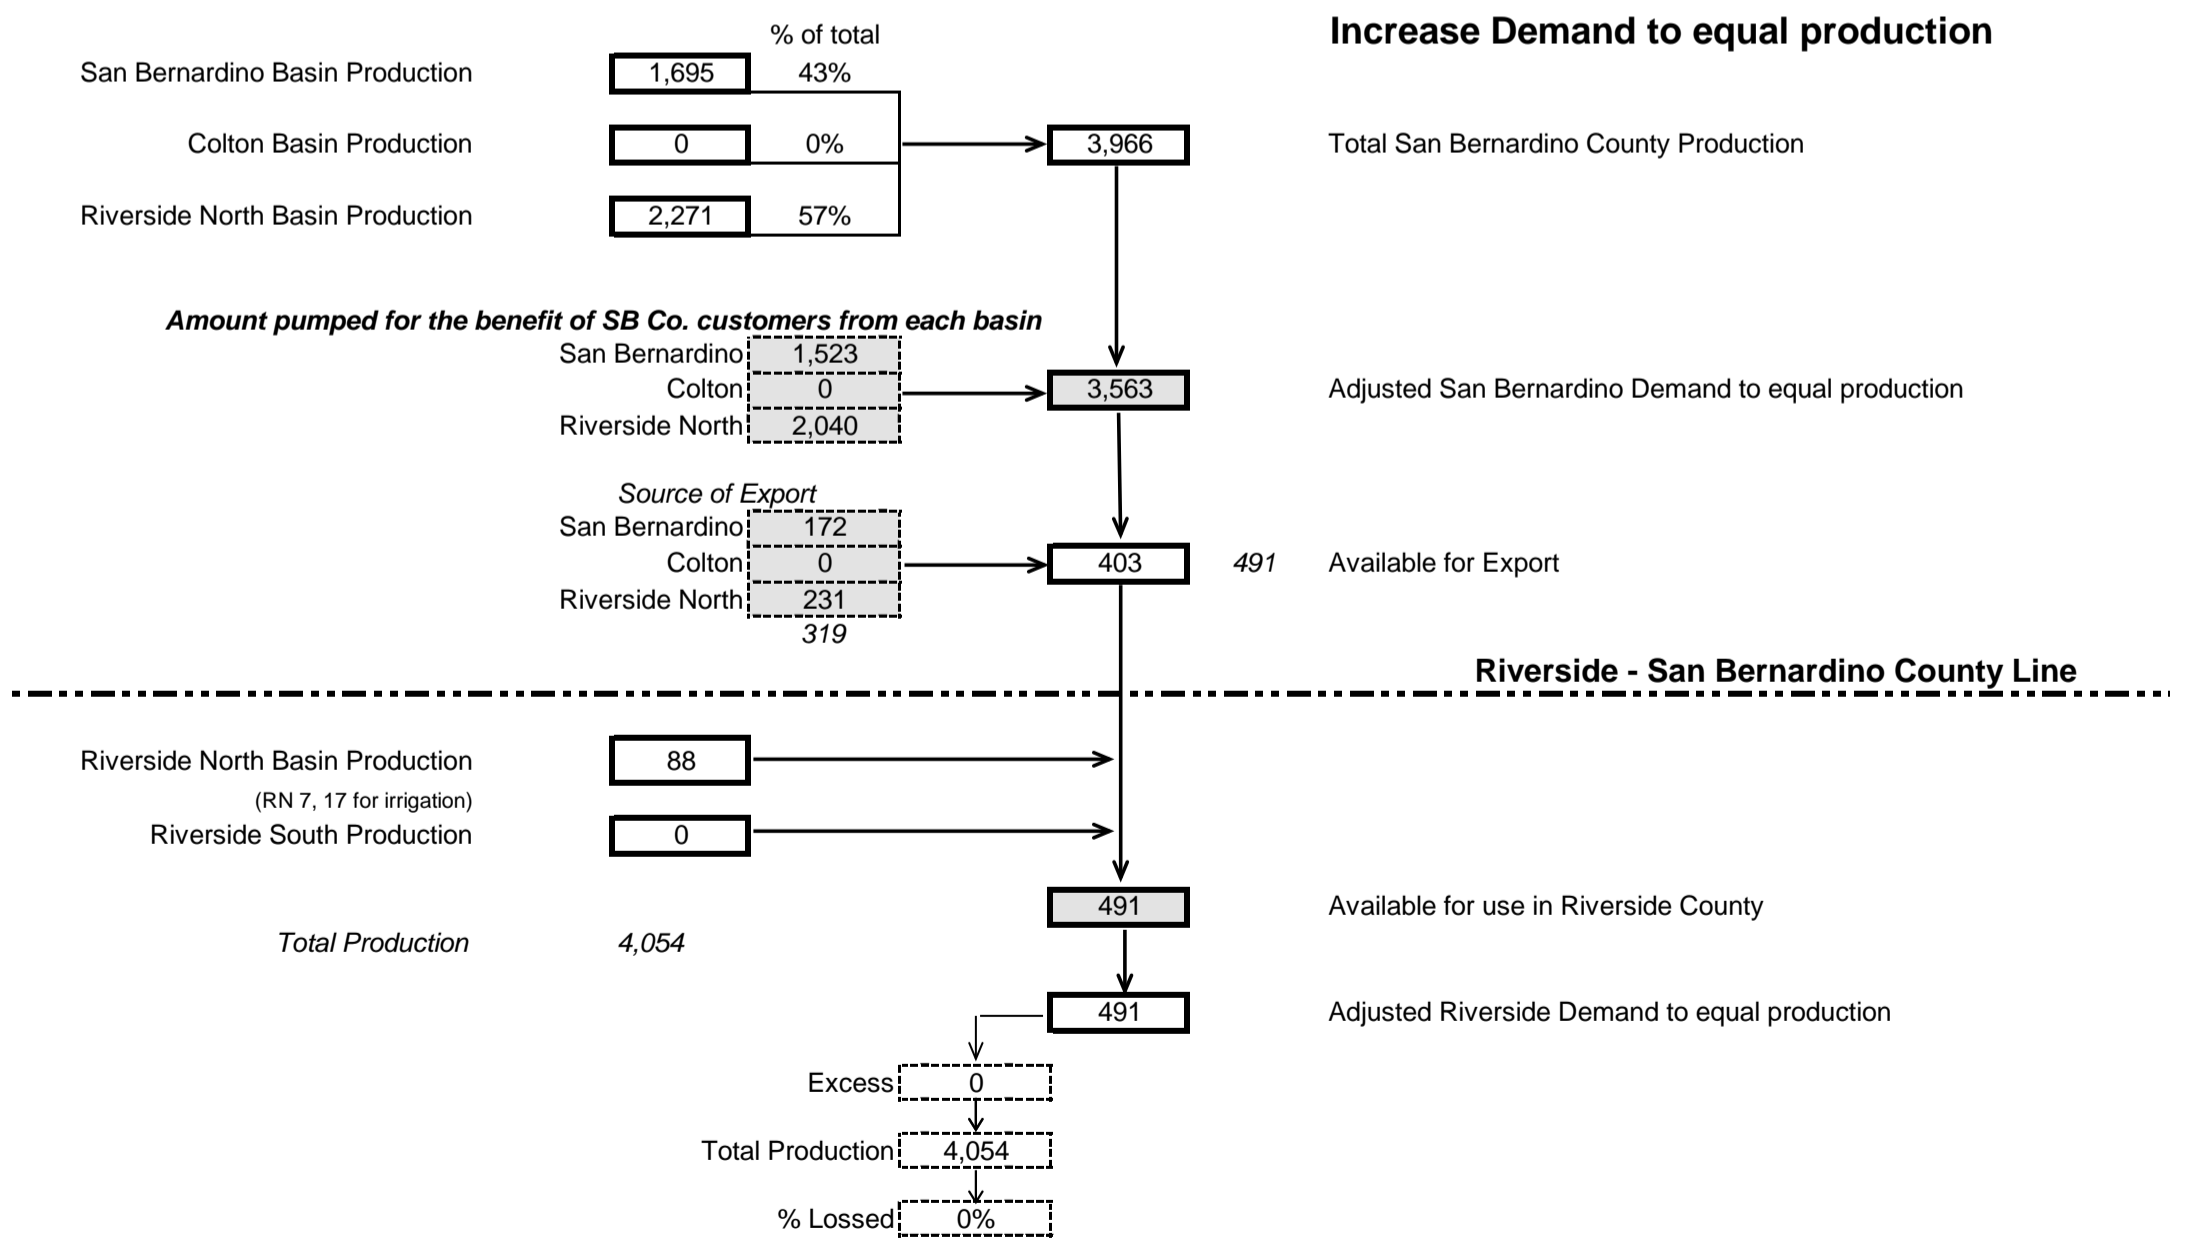 % of total
Increase Demand to equal production
San Bernardino Basin Production 1,695 43%
Colton Basin Production 0 0% 3,966 Total San Bernardino County Production
Riverside North Basin Production 2,271 57%
Amount pumped for the benefit of SB Co. customers from each basin
San Bernardino 1,523
Colton 0 3,563 Adjusted San Bernardino Demand to equal production
Riverside North 2,040
Source of Export
San Bernardino 172
Colton 0 403 491 Available for Export
Riverside North 231
319
Riverside - San Bernardino County Line
Riverside North Basin Production 88
(RN 7, 17 for irrigation)
Riverside South Production 0
491 Available for use in Riverside County
Total Production 4,054
491 Adjusted Riverside Demand to equal production
Excess 0
Total Production 4,054
% Lossed 0%